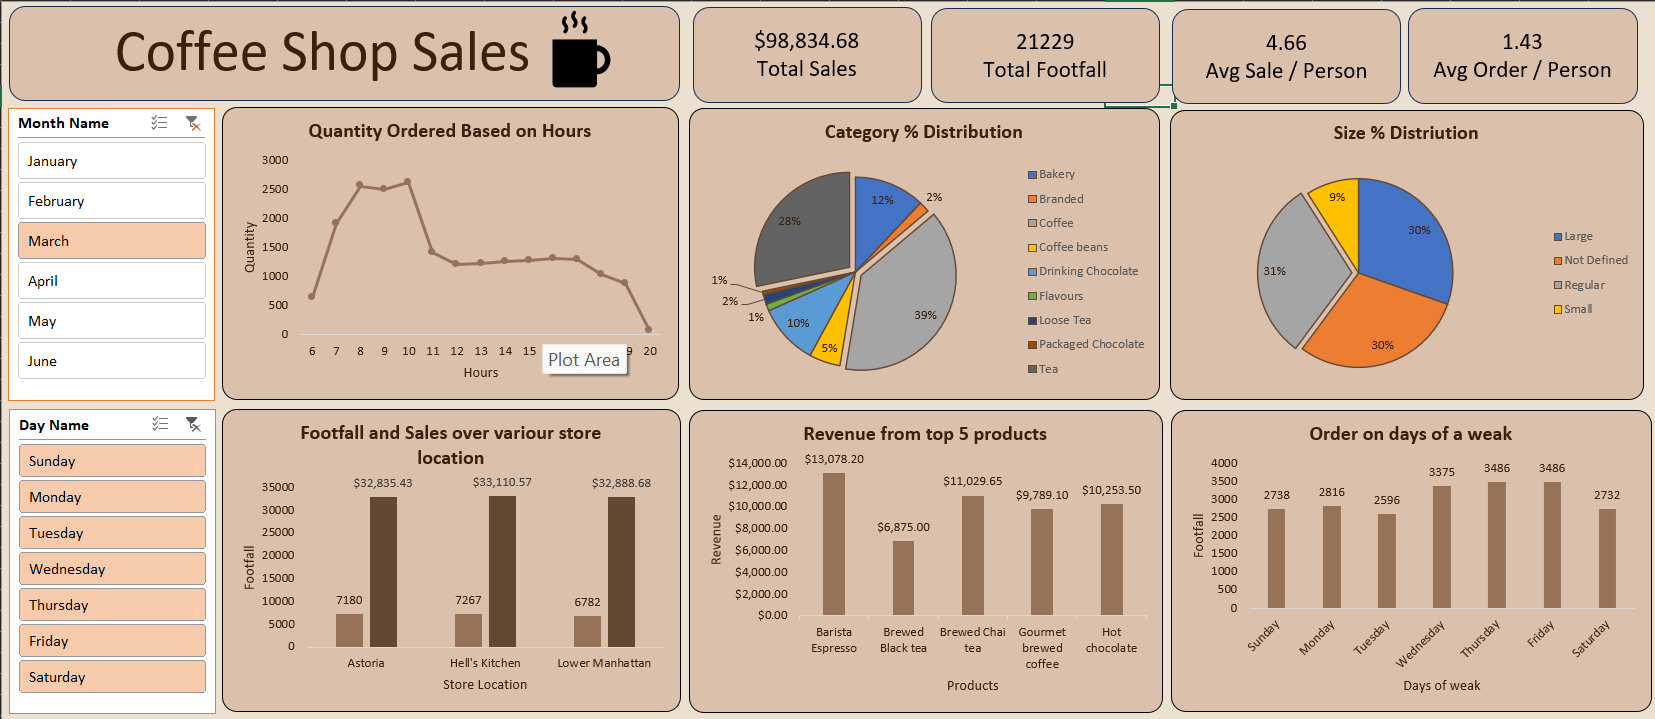 Coffee Shop Sales
$98,834.68
Total Sales
21229
Total Footfall
4.66
Avg Sale / Person
1.43
Avg Order / Person
Month Name
January
February
March
April
May
June
Day Name
Sunday
Monday
Tuesday
Wednesday
Thursday
Friday
Saturday
Quantity Ordered Based on Hours
3000
2500
2000
1500
1000
500
0
Quantity
6 7 8 9 10 11 12 13 14 15 9 20
Hours
Plot Area
Category % Distribution
12%
2%
39%
5%
10%
1%
2%
1%
28%
Bakery
Branded
Coffee
Coffee beans
Drinking Chocolate
Flavours
Loose Tea
Packaged Chocolate
Tea
Size % Distriution
30%
30%
31%
9%
Large
Not Defined
Regular
Small
Footfall and Sales over variour store
location
35000
30000
25000
20000
15000
10000
5000
0
Footfall
7180
$32,835.43
7267
$33,110.57
6782
$32,888.68
Astoria
Hell's Kitchen
Lower Manhattan
Store Location
Revenue from top 5 products
$14,000.00
$12,000.00
$10,000.00
$8,000.00
$6,000.00
$4,000.00
$2,000.00
$0.00
Revenue
$13,078.20
$6,875.00
$11,029.65
$9,789.10
$10,253.50
Barista
Espresso
Brewed
Black tea
Brewed Chai
tea
Gourmet
brewed
coffee
Hot
chocolate
Products
Order on days of a weak
4000
3500
3000
2500
2000
1500
1000
500
0
Footfall
2738
2816
2596
3375
3486
3486
2732
Sunday
Monday
Tuesday
Wednesday
Thursday
Friday
Saturday
Days of weak